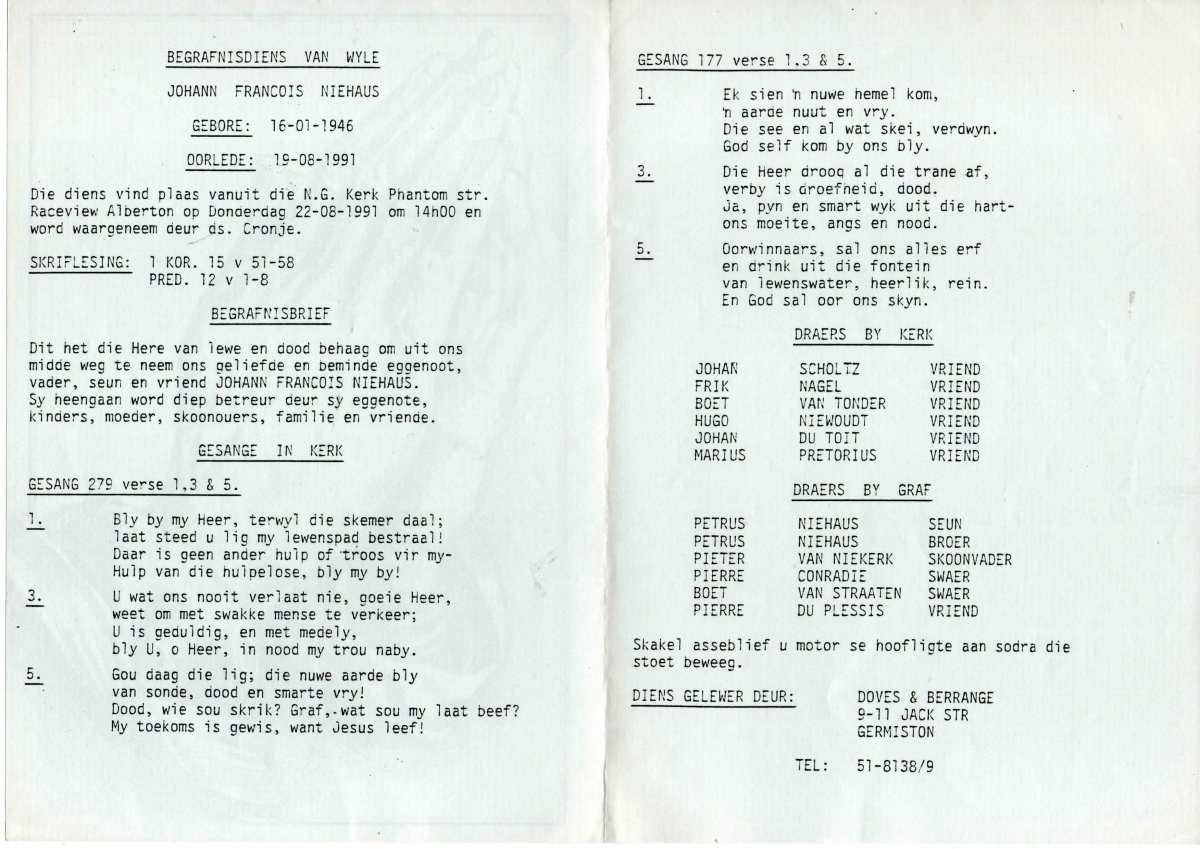 BEGRAFNISDIENS VAN WYLE
JOHANN FRANCOIS NIEHAUS
GEBORE: 16-01-1946
OORLEDE: 19-08-1991
Die diens vind plaas vanuit die N.G. Kerk Phantom str.
Raceview Alberton op Donderdag 22-08-1991 om 14h00 en
word waargeneem deur ds. Cronje.
SKRIFLESING: 1 KOR. 15 v 51-58
PRED. 12 v 1-8
BEGRAFNISBRIEF
Dit het die Here van lewe en dood behaag om uit ons
midde weg te neem ons geliefde en beminde eggenoot,
vader, seun en vriend JOHANN FRANCOIS NIEHAUS.
Sy heengaan word diep betreur deur sy eggenote,
kinders, moeder, skoonouers, familie en vriende.
GESANGE IN KERK
GESANG 279 verse 1,3 & 5.
1. Bly by my Heer, terwyl die skemer daal;
laat steed u lig my lewenspad bestraal!
Daar is geen ander hulp of troos vir my-
Hulp van die hulpelose, bly my by!
3. U wat ons nooit verlaat nie, goeie Heer,
weet om met swakke mense te verkeer;
U is geduldig, en met medely,
bly U, o Heer, in nood my trou naby.
5. Gou daag die lig; die nuwe aarde bly
van sonde, dood en smarte vry!
Dood, wie sou skrik? Graf, wat sou my laat beef?
My toekoms is gewis, want Jesus leef!
GESANG 177 verse 1,3 & 5.
1. Ek sien 'n nuwe hemel kom,
'n aarde nuut en vry.
Die see en al wat skei, verdwyn.
God self kom by ons bly.
3. Die Heer droog al die trane af,
verby is droefheid, dood.
Ja, pyn en smart wyk uit die hart-
ons moeite, angs en nood.
5. Oorwinnaars, sal ons alles erf
en drink uit die fontein
van lewenswater, heerlik, rein.
En God sal oor ons skyn.
DRAERS BY KERK
JOHAN SCHOLTZ VRIEND
FRIK NAGEL VRIEND
BOET VAN TONDER VRIEND
HUGO NIEWOUDT VRIEND
JOHAN DU TOIT VRIEND
MARIUS PRETORIUS VRIEND
DRAERS BY GRAF
PETRUS NIEHAUS SEUN
PETRUS NIEHAUS BROER
PIETER VAN NIEKERK SKOONVADER
PIERRE CONRADIE SWAER
BOET VAN STRAATEN SWAER
PIERRE DU PLESSIS VRIEND
Skakel asseblief u motor se hoofligte aan sodra die
stoet beweeg.
DIENS GELEWER DEUR: DOVES & BERRANGE
9-11 JACK STR
GERMISTON
TEL: 51-8138/9